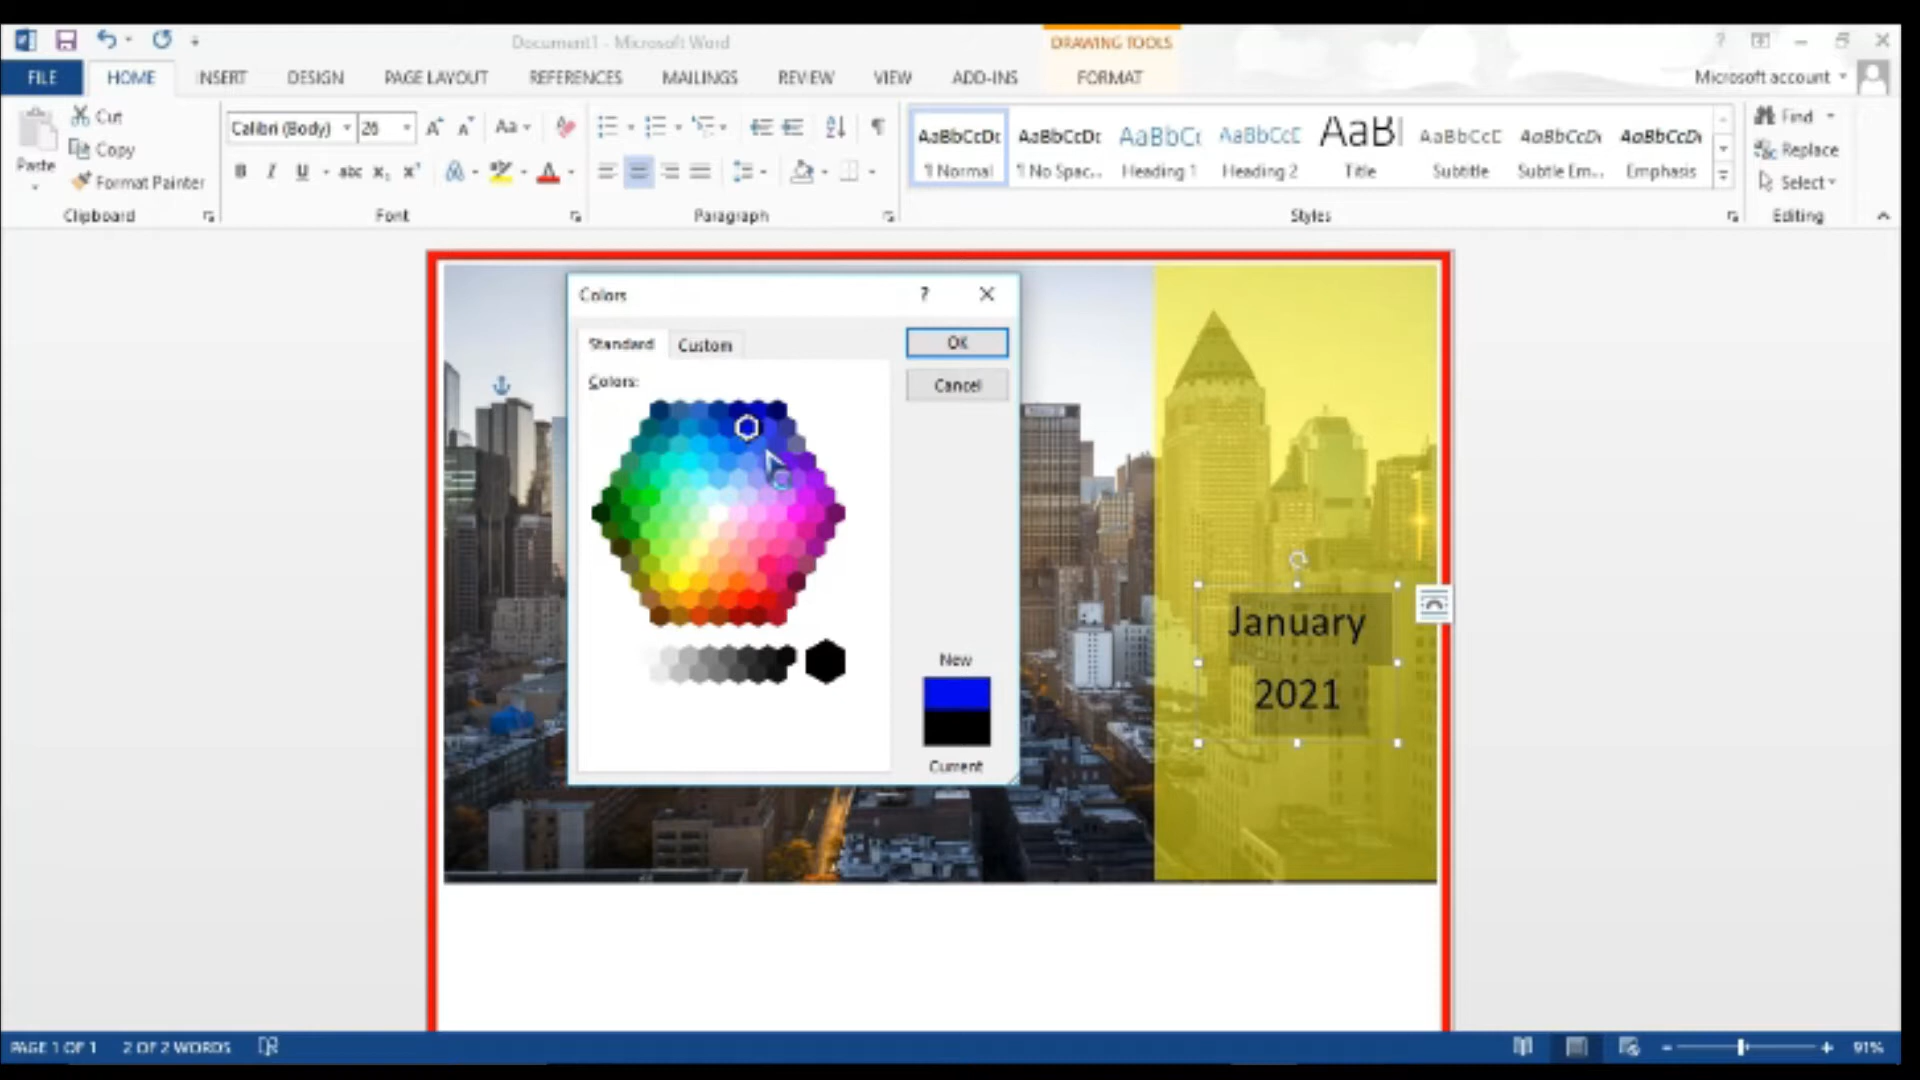 Document1 - Microsoft Word
DRAWING TOOLS
?
FILE
HOME
INSERT
DESIGN
PAGE LAYOUT
REFERENCES
MAILINGS
REVIEW
VIEW
ADD-INS
FORMAT
Microsoft account
Paste
Cut
Copy
Format Painter
Clipboard
Calibri (Body)
26
Aa
B I U abc x, x'
A
Font
Paragraph
AaBbCcDc
¶ Normal
AaBbCcDc
¶ No Spac...
AaBbCc
Heading 1
AaBbCcC
Heading 2
AaB
Title
AaBbCcC
Subtitle
AaBbCcDc
Subtle Em...
AaBbCcDc
Emphasis
Styles
Find
Replace
Select
Editing
Colors
?
Standard
Custom
OK
Cancel
Colors:
New
Current
January
2021
PAGE 1 OF 1
2 OF 2 WORDS
91%